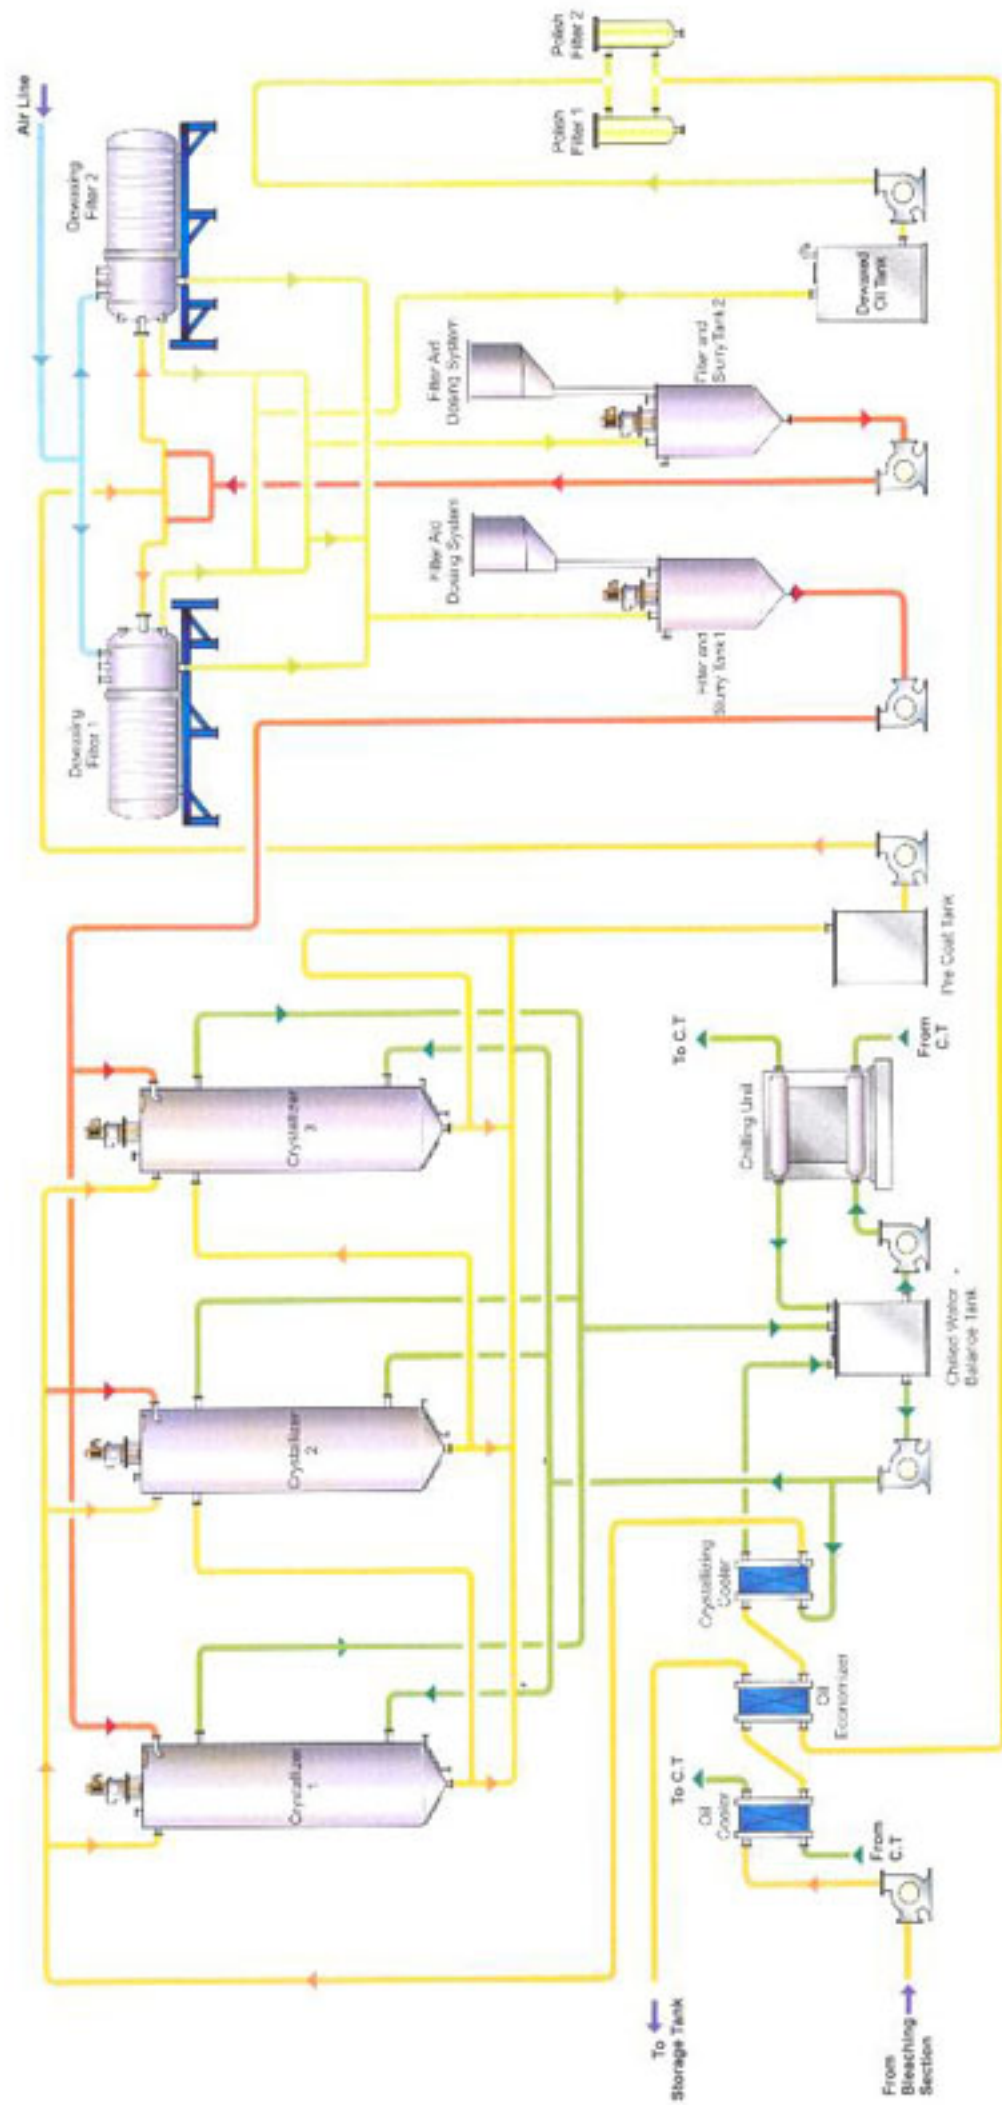 Air Line
Dewaxing
Filter 1
Dewaxing
Filter 2
Crystallizer
1
Crystallizer
2
Crystallizer
3
Filter Aid
Dosing System
Filter Aid
Dosing System
Polish
Filter 1
Polish
Filter 2
To
Storage Tank
To C.T
Oil
Cooler
From
C.T
Oil
Economizer
Crystallizing
Cooler
To C.T
Chilling Unit
From
C.T
Filter and
Slurry Tank 1
Filter and
Slurry Tank 2
Dewaxed
Oil Tank
From
Bleaching
Section
Chilled Water
Balance Tank
Pre Coat Tank